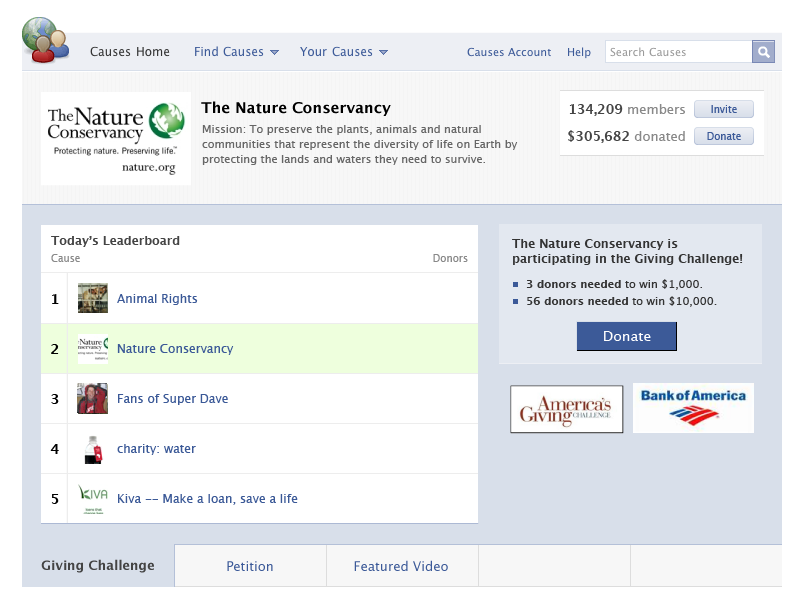 Causes Home
Find Causes
Your Causes
Causes Account
Help
Search Causes
The Nature
Conservancy
Protecting nature. Preserving life.™
nature.org
The Nature Conservancy
Mission: To preserve the plants, animals and natural
communities that represent the diversity of life on Earth by
protecting the lands and waters they need to survive.
134,209 members
Invite
$305,682 donated
Donate
Today's Leaderboard
Cause
Donors
1
Animal Rights
2
Nature Conservancy
3
Fans of Super Dave
4
charity: water
5
KIVA
Kiva -- Make a loan, save a life
The Nature Conservancy is
participating in the Giving Challenge!
3 donors needed to win $1,000.
56 donors needed to win $10,000.
Donate
America's
Giving CHALLENGE
Bank of America
Giving Challenge
Petition
Featured Video